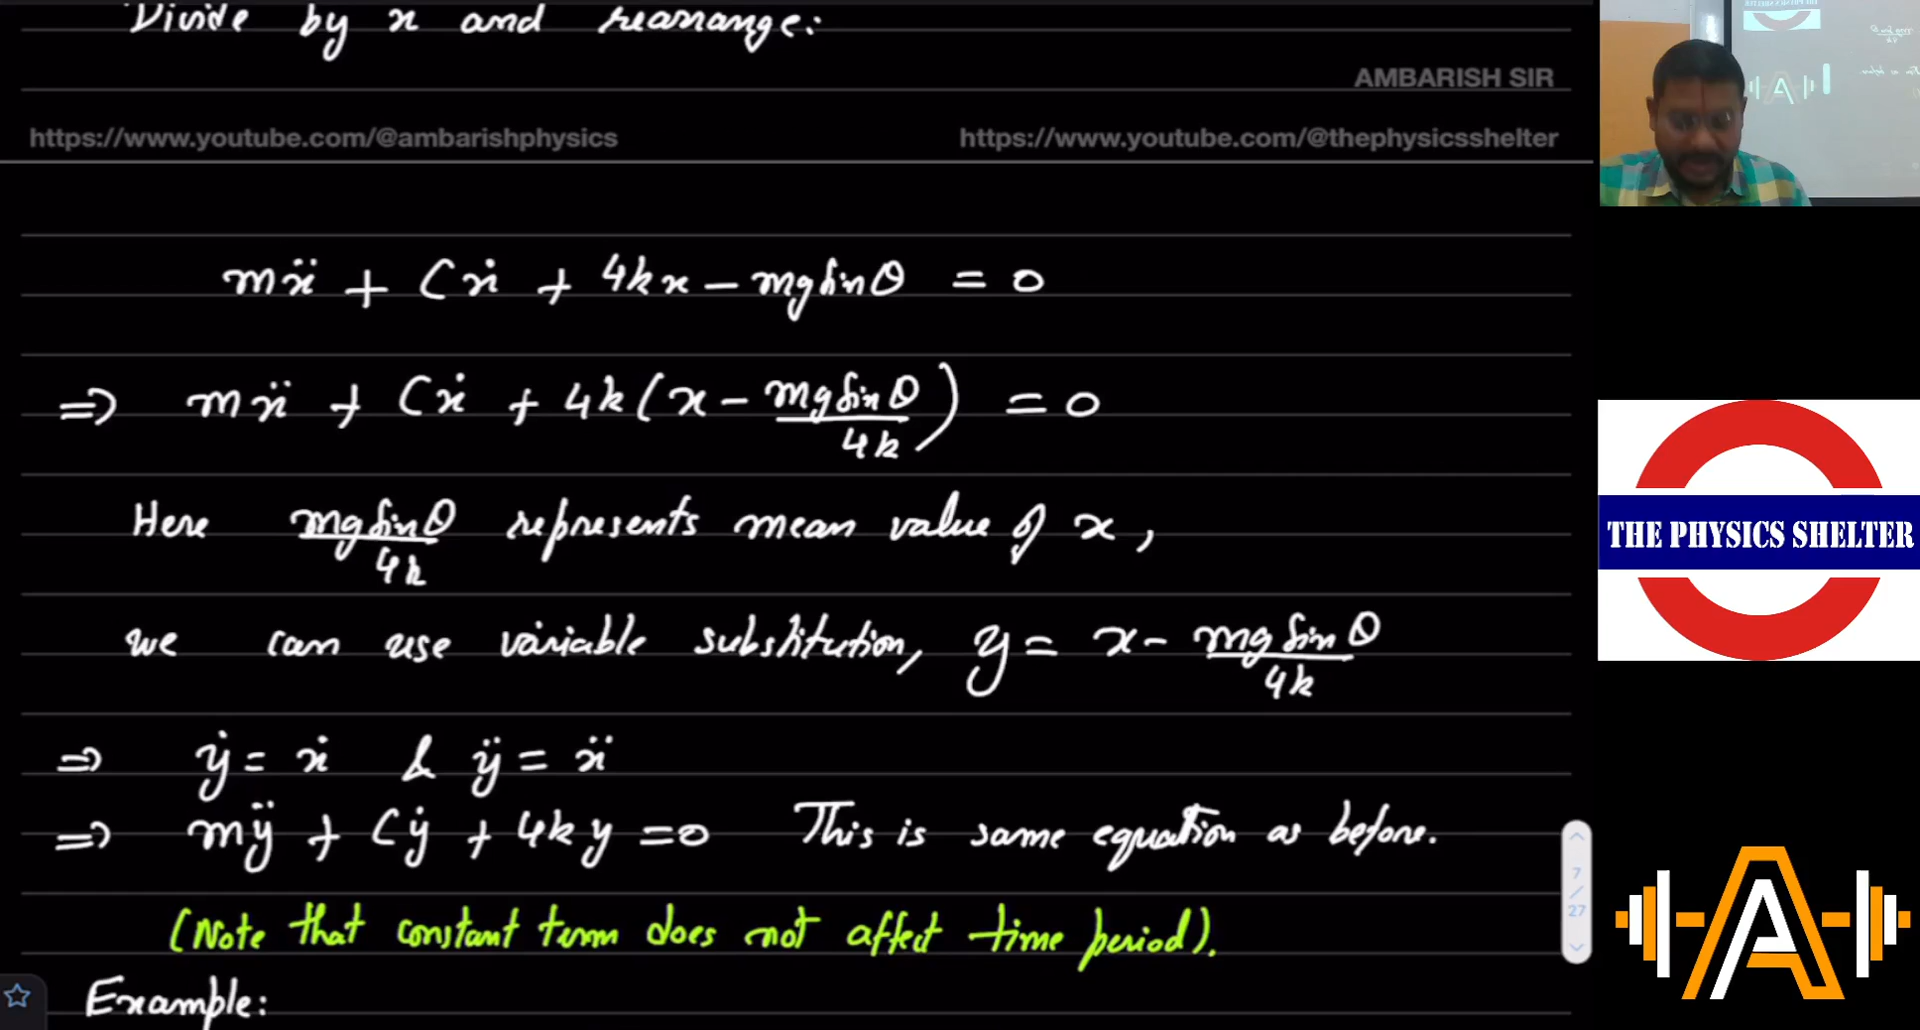 Divide by x and rearrange:
AMBARISH SIR
https://www.youtube.com/@ambarishphysics
https://www.youtube.com/@thephysicsshelter
mẍ + Cẋ + 4kx - mg sinθ = 0
⇒ mẍ + Cẋ + 4k(x - mg sinθ/4k) = 0
Here mg sinθ/4k represents mean value of x,
we can use variable substitution, y = x - mg sinθ/4k
⇒ ẏ = ẋ & ÿ = ẍ
⇒ mÿ + Cẏ + 4ky = 0 This is same equation as before.
(Note that constant term does not affect time period).
Example:
7
/
27
THE PHYSICS SHELTER
A